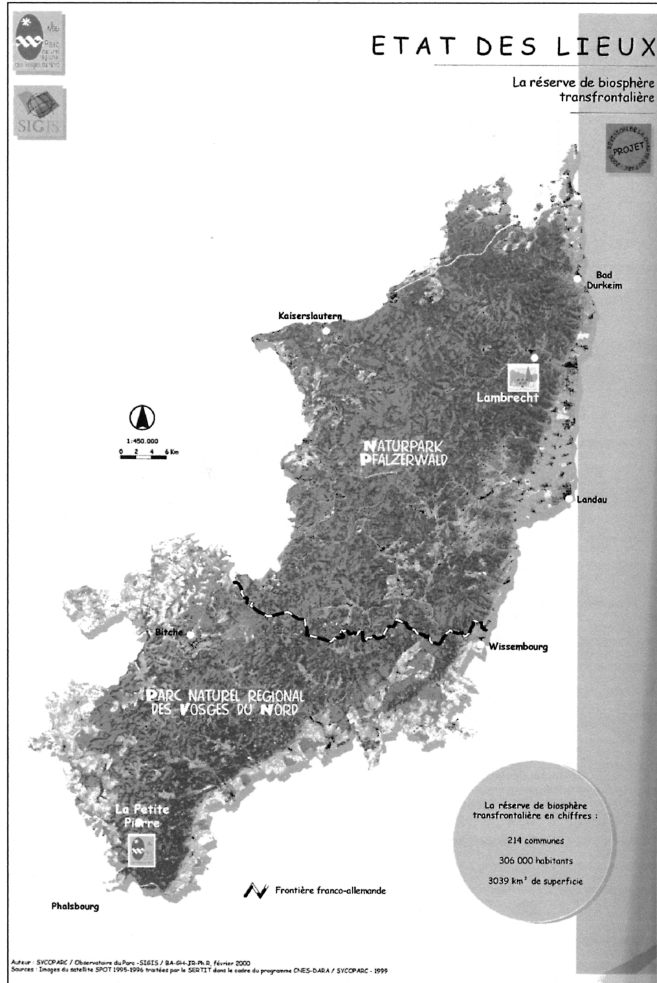 ETAT DES LIEUX
La réserve de biosphère
transfrontalière
SIGIS
PROJET
Bad
Durkeim
Kaiserslautern
Lambrecht
1:450.000
0 2 4 6 Km
NATURPARK
PFALZERWALD
Landau
Bitche
Wissembourg
PARC NATUREL REGIONAL
DES VOSGES DU NORD
La Petite
Pierre
La réserve de biosphère
transfrontalière en chiffres :
214 communes
306 000 habitants
3039 km² de superficie
Frontière franco-allemande
Phalsbourg
Auteur : SYCOPARC / Observatoire du Parc -SIGIS / BA-GH-JR-Ph.R, février 2000
Sources : Images du satellite SPOT 1995-1996 traitées par le SERTIT dans le cadre du programme CNES-DARA / SYCOPARC - 1999